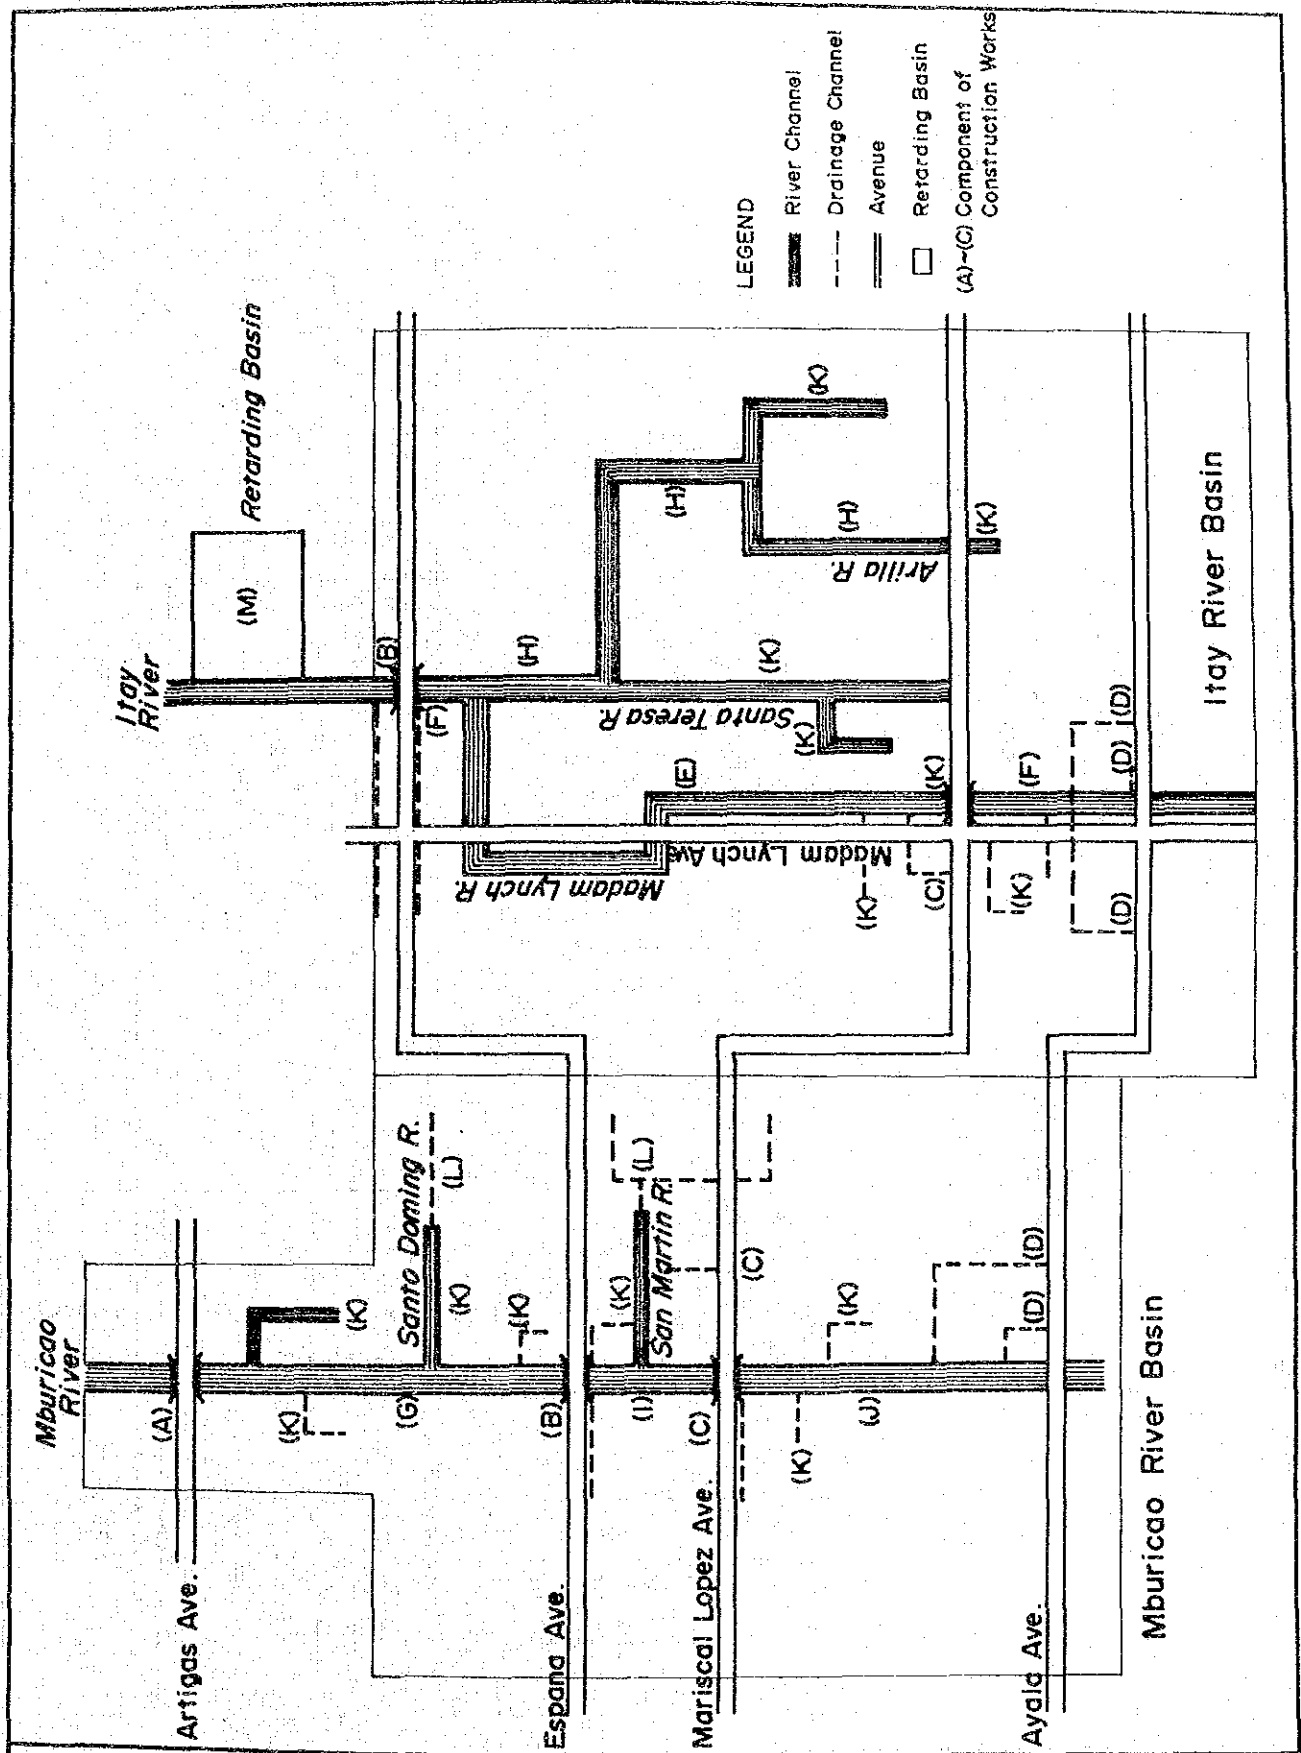 Artigas Ave.
Espana Ave.
Mariscal Lopez Ave.
Ayala Ave.
Mburicao
River
(A)
(K)
(K)
(G)
Santo Doming R.
(K)
(L)
(K)
(B)
(K)
(I)
San Martin R.
(L)
(C)
(C)
(K)
(K)
(J)
(D)
(D)
Mburicao River Basin
Itay
River
(M)
Retarding Basin
(B)
(F)
(H)
Madam Lynch R.
Santa Teresa R.
(H)
(K)
(K)
(E)
Madam Lynch Av
(K)
(C)
(K)
(K)
(F)
(D)
(D)
(D)
(H)
Arilla R.
(K)
(K)
Itay River Basin
LEGEND
River Channel
Drainage Channel
Avenue
Retarding Basin
(A)~(C) Component of
Construction Works